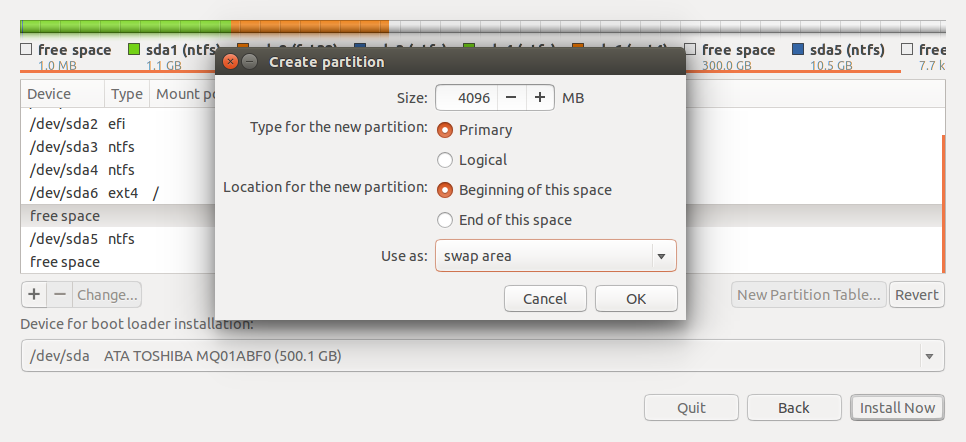 free space sda1 (ntfs) free space sda5 (ntfs) free
1.0 MB 1.1 GB 300.0 GB 10.5 GB 7.7 k
Create partition
Device Type Mount po
Size: 4096 MB
Type for the new partition: Primary
/dev/sda2 efi
/dev/sda3 ntfs
Logical
/dev/sda4 ntfs
/dev/sda6 ext4 /
Location for the new partition: Beginning of this space
free space
End of this space
/dev/sda5 ntfs
free space
Use as: swap area
+ − Change...
Cancel OK
New Partition Table... Revert
Device for boot loader installation:
/dev/sda ATA TOSHIBA MQ01ABF0 (500.1 GB)
Quit Back Install Now